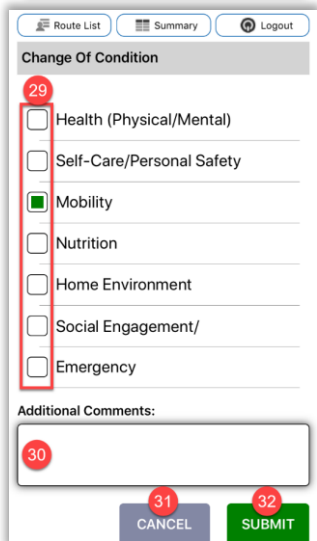 Route List Summary Logout
Change Of Condition
29
Health (Physical/Mental)
Self-Care/Personal Safety
Mobility
Nutrition
Home Environment
Social Engagement/
Emergency
Additional Comments:
30
31 32
CANCEL SUBMIT